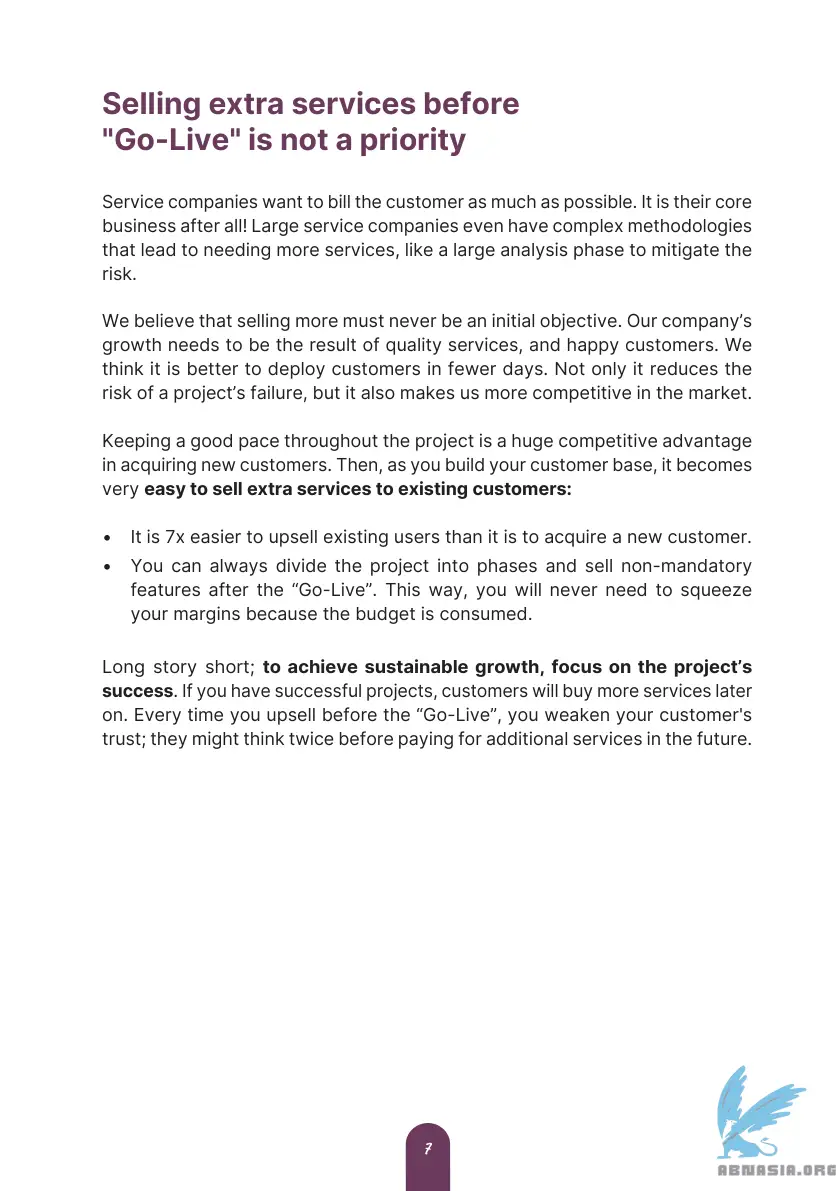 Selling extra services before
"Go-Live" is not a priority
Service companies want to bill the customer as much as possible. It is their core
business after all! Large service companies even have complex methodologies
that lead to needing more services, like a large analysis phase to mitigate the
risk.
We believe that selling more must never be an initial objective. Our company’s
growth needs to be the result of quality services, and happy customers. We
think it is better to deploy customers in fewer days. Not only it reduces the
risk of a project’s failure, but it also makes us more competitive in the market.
Keeping a good pace throughout the project is a huge competitive advantage
in acquiring new customers. Then, as you build your customer base, it becomes
very easy to sell extra services to existing customers:
• It is 7x easier to upsell existing users than it is to acquire a new customer.
• You can always divide the project into phases and sell non-mandatory
features after the “Go-Live”. This way, you will never need to squeeze
your margins because the budget is consumed.
Long story short; to achieve sustainable growth, focus on the project’s
success. If you have successful projects, customers will buy more services later
on. Every time you upsell before the “Go-Live”, you weaken your customer's
trust; they might think twice before paying for additional services in the future.
7
ABNASIA.ORG